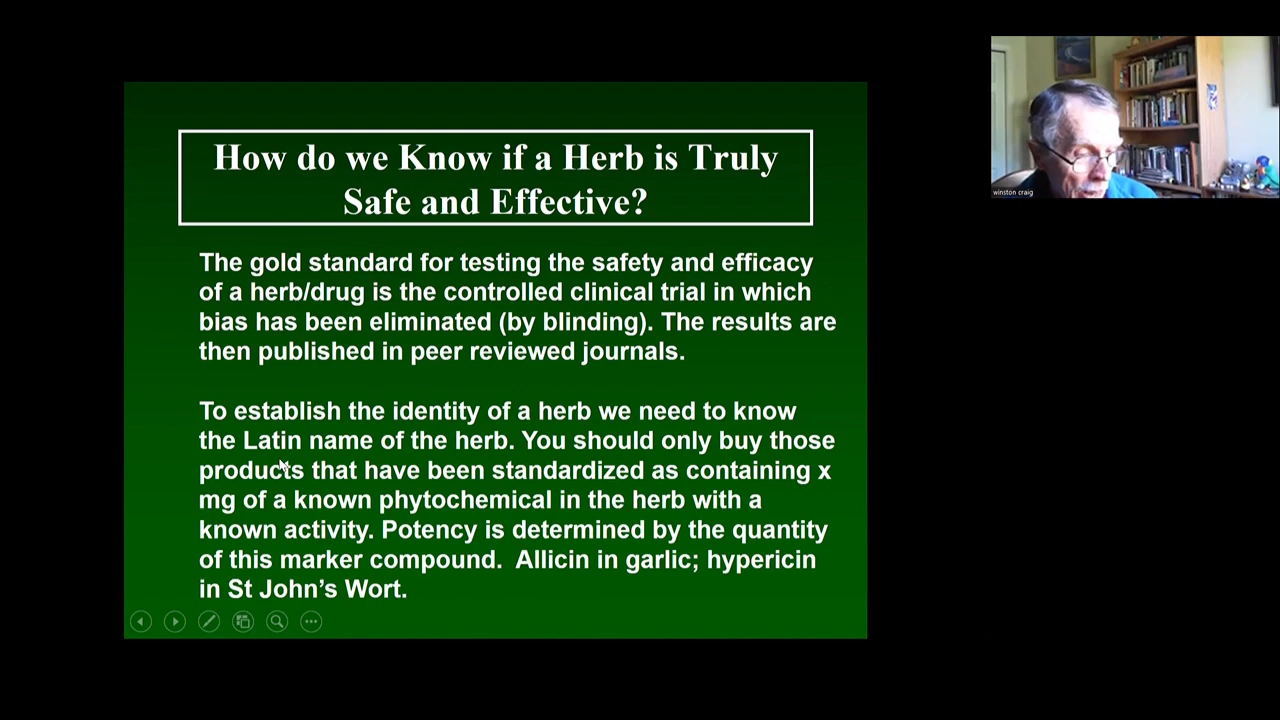 How do we Know if a Herb is Truly
Safe and Effective?
The gold standard for testing the safety and efficacy
of a herb/drug is the controlled clinical trial in which
bias has been eliminated (by blinding). The results are
then published in peer reviewed journals.
To establish the identity of a herb we need to know
the Latin name of the herb. You should only buy those
products that have been standardized as containing x
mg of a known phytochemical in the herb with a
known activity. Potency is determined by the quantity
of this marker compound.  Allicin in garlic; hypericin
in St John’s Wort.
winston craig